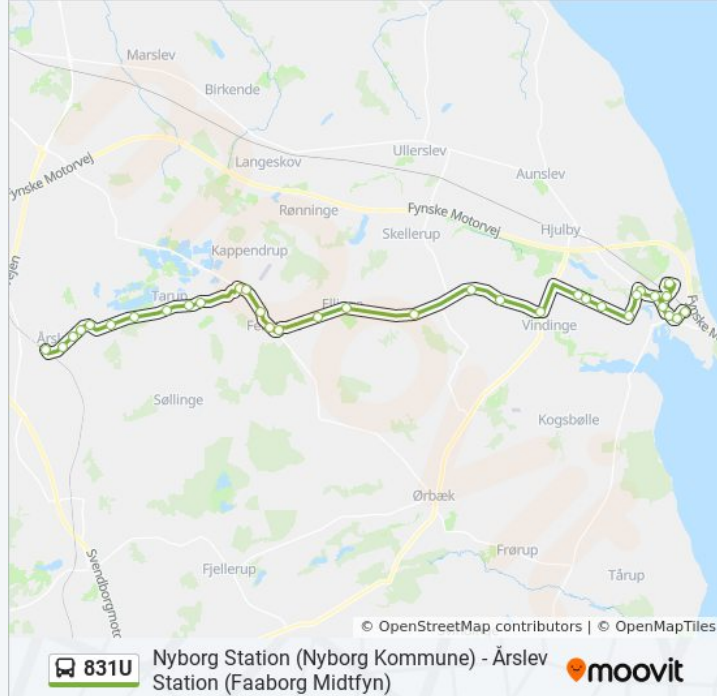 Marslev
Birkende
Ullerslev
Langeskov
Aunslev
ynske Motorvej
Rønninge
Fynske Motorvej
Hjulby
Skellerup
Kappendrup
Tarup
Vindinge
Søllinge
Kogsbølle
Ørbæk
Frørup
Fjellerup
Tårup
© OpenStreetMap contributors | © OpenMapTiles
831U
Nyborg Station (Nyborg Kommune) - Årslev
Station (Faaborg Midtfyn)
moovit